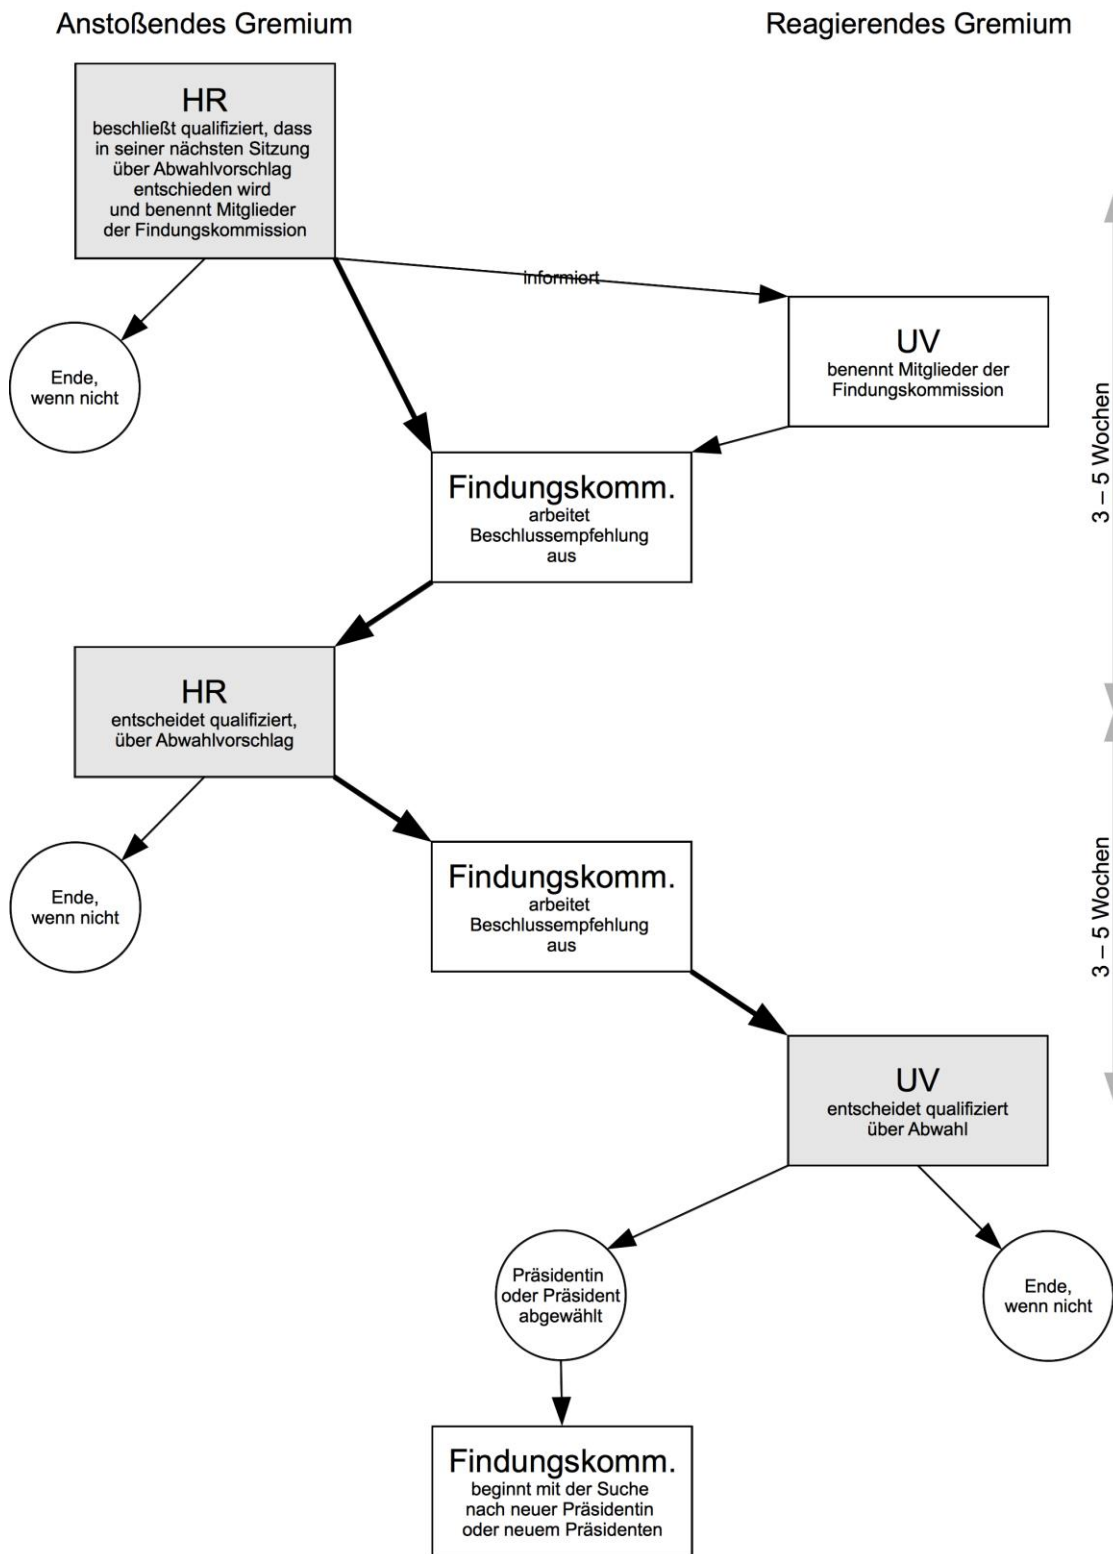 Anstoßendes Gremium
Reagierendes Gremium
HR
beschließt qualifiziert, dass
in seiner nächsten Sitzung
über Abwahlvorschlag
entschieden wird
und benennt Mitglieder
der Findungskommission
informiert
UV
benennt Mitglieder der
Findungskommission
Ende,
wenn nicht
3 – 5 Wochen
Findungskomm.
arbeitet
Beschlussempfehlung
aus
HR
entscheidet qualifiziert,
über Abwahlvorschlag
Ende,
wenn nicht
Findungskomm.
arbeitet
Beschlussempfehlung
aus
3 – 5 Wochen
UV
entscheidet qualifiziert
über Abwahl
Präsidentin
oder Präsident
abgewählt
Ende,
wenn nicht
Findungskomm.
beginnt mit der Suche
nach neuer Präsidentin
oder neuem Präsidenten